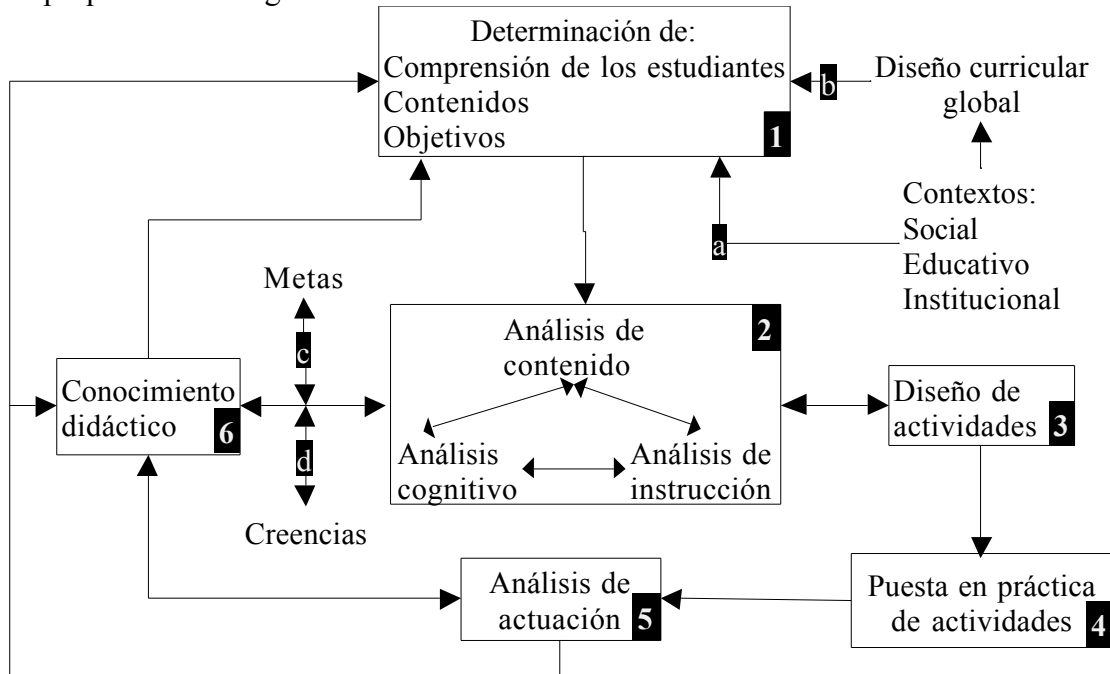 Determinación de:
Comprensión de los estudiantes
Contenidos
Objetivos
1
b
Diseño curricular
global
Contextos:
Social
Educativo
Institucional
a
Metas
c
Análisis de
contenido
2
Análisis
cognitivo
Análisis de
instrucción
Conocimiento
didáctico
6
d
Creencias
Diseño de
actividades
3
Análisis de
actuación
5
Puesta en práctica
de actividades
4